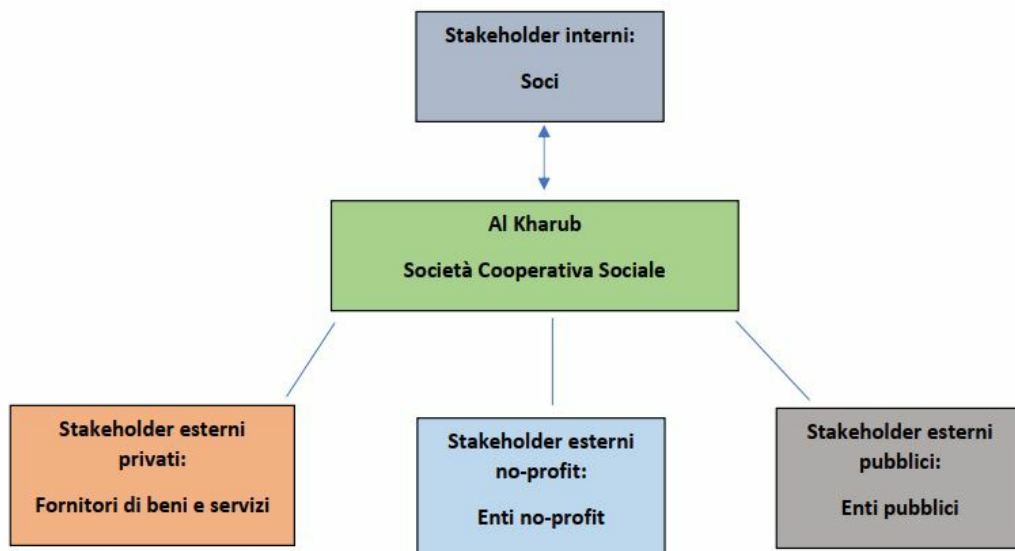 Stakeholder interni:
Soci
Al Kharub
Società Cooperativa Sociale
Stakeholder esterni
privati:
Fornitori di beni e servizi
Stakeholder esterni
no-profit:
Enti no-profit
Stakeholder esterni
pubblici:
Enti pubblici